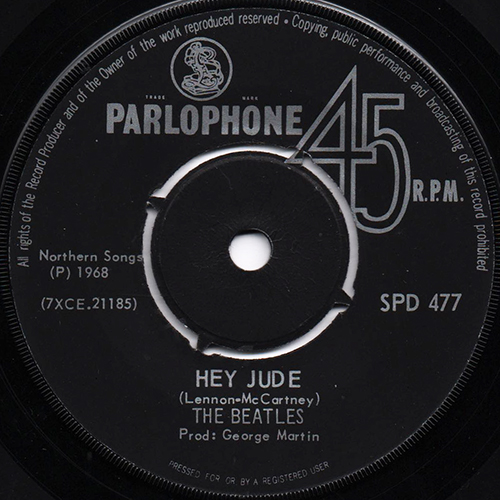 All rights of the Record Producer and of the Owner of the work reproduced reserved • Copying, public performance and broadcasting of this record prohibited
TRADE MARK
PARLOPHONE
45
R.P.M.
Northern Songs
(P) 1968
(7XCE.21185)
SPD 477
HEY JUDE
(Lennon-McCartney)
THE BEATLES
Prod: George Martin
PRESSED FOR OR BY A REGISTERED USER